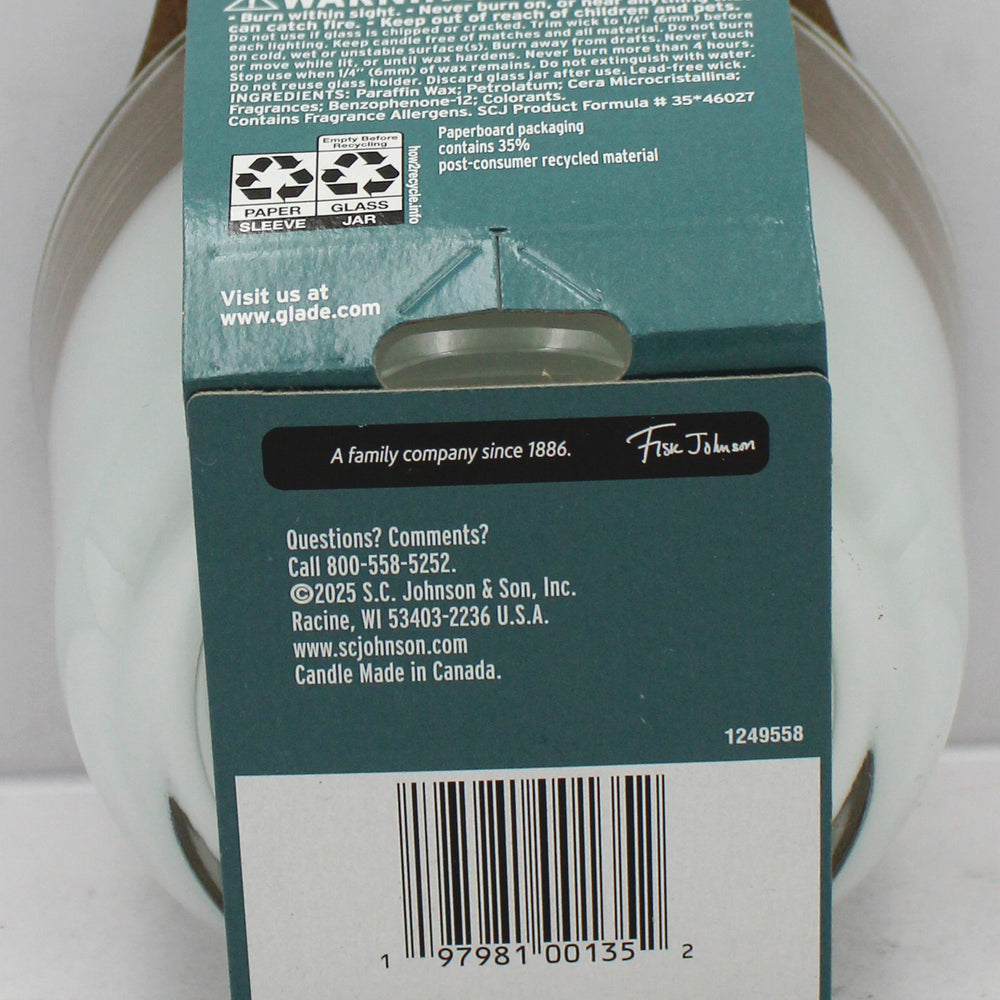 WARNING
• Burn within sight. • Never burn on, or near anything that
can catch fire. • Keep out of reach of children and pets.
Do not use if glass is chipped or cracked. Trim wick to 1/4" (6mm) before
each lighting. Keep candle free of matches and all material. Do not burn
on cold, wet or unstable surface(s). Burn away from drafts. Never touch
or move while lit, or until wax hardens. Never burn more than 4 hours.
Stop use when 1/4" (6mm) of wax remains. Do not extinguish with water.
Do not reuse glass holder. Discard glass jar after use. Lead-free wick.
INGREDIENTS: Paraffin Wax; Petrolatum; Cera Microcristallina;
Fragrances; Benzophenone-12; Colorants.
Contains Fragrance Allergens. SCJ Product Formula # 35*46027
Empty Before
Recycling
PAPER
SLEEVE
GLASS
JAR
how2recycle.info
Paperboard packaging
contains 35%
post-consumer recycled material
Visit us at
www.glade.com
A family company since 1886.
Fisk Johnson
Questions? Comments?
Call 800-558-5252.
©2025 S.C. Johnson & Son, Inc.
Racine, WI 53403-2236 U.S.A.
www.scjohnson.com
Candle Made in Canada.
1249558
1 97981 00135 2